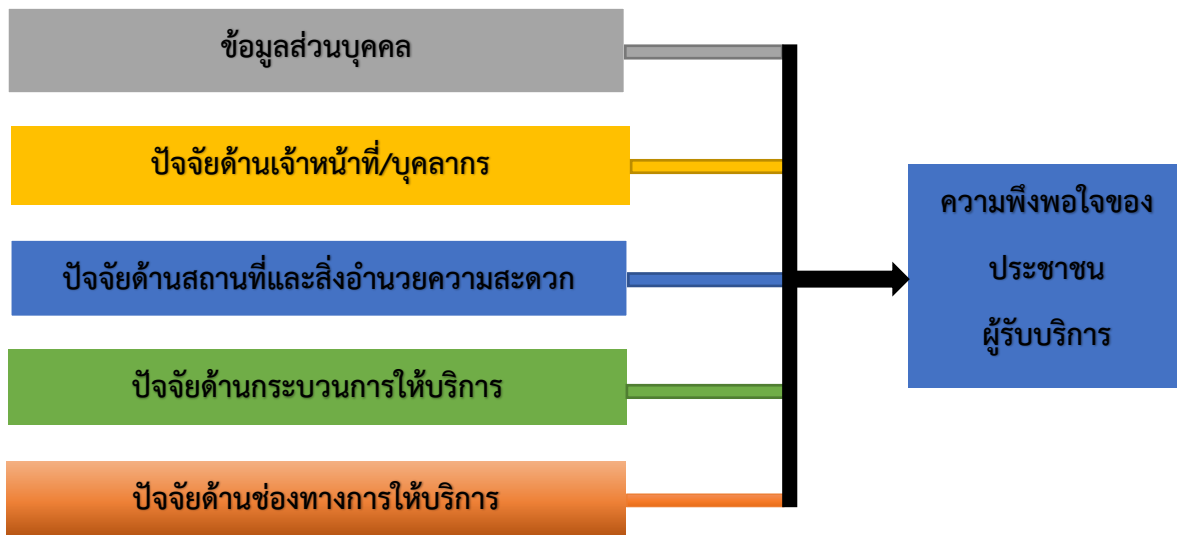 ข้อมูลส่วนบุคคล
ปัจจัยด้านเจ้าหน้าที่/บุคลากร
ปัจจัยด้านสถานที่และสิ่งอำนวยความสะดวก
ปัจจัยด้านกระบวนการให้บริการ
ปัจจัยด้านช่องทางการให้บริการ
ความพึงพอใจของ
ประชาชน
ผู้รับบริการ